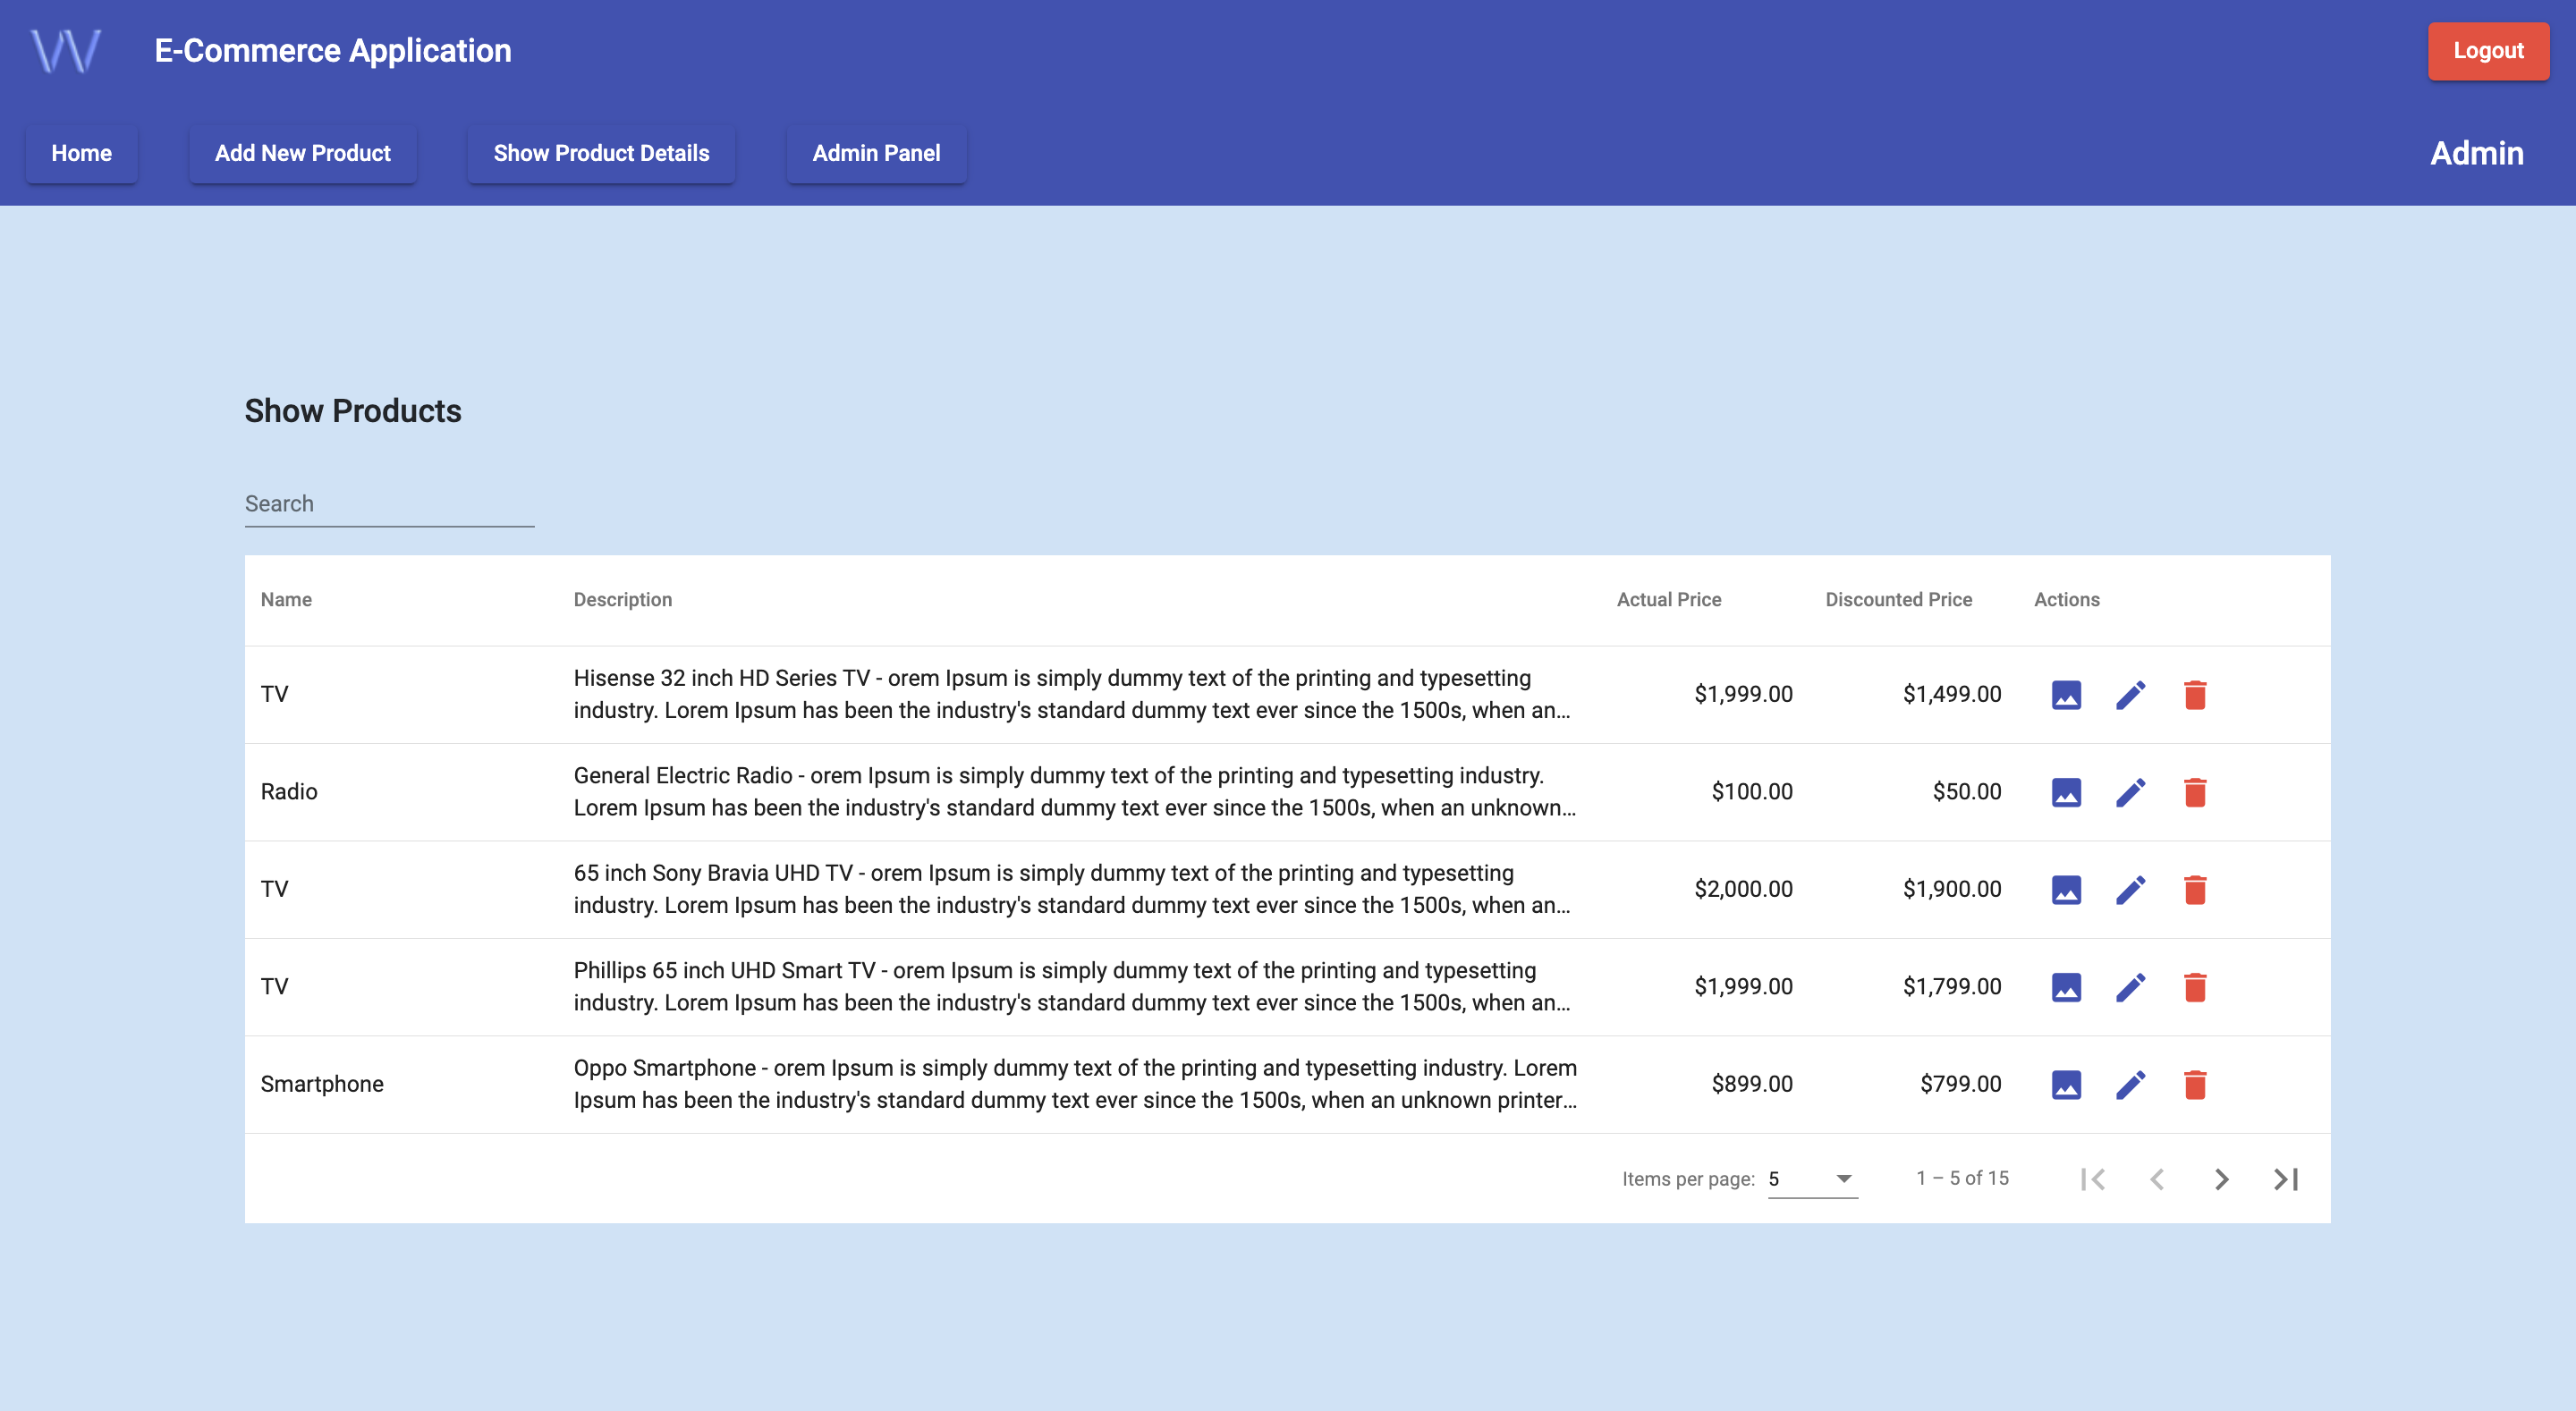 W
E-Commerce Application
Logout
Home
Add New Product
Show Product Details
Admin Panel
Admin
Show Products
Search
Name Description Actual Price Discounted Price Actions
TV
Hisense 32 inch HD Series TV - orem Ipsum is simply dummy text of the printing and typesetting
industry. Lorem Ipsum has been the industry's standard dummy text ever since the 1500s, when an...
$1,999.00
$1,499.00
Radio
General Electric Radio - orem Ipsum is simply dummy text of the printing and typesetting industry.
Lorem Ipsum has been the industry's standard dummy text ever since the 1500s, when an unknown...
$100.00
$50.00
TV
65 inch Sony Bravia UHD TV - orem Ipsum is simply dummy text of the printing and typesetting
industry. Lorem Ipsum has been the industry's standard dummy text ever since the 1500s, when an...
$2,000.00
$1,900.00
TV
Phillips 65 inch UHD Smart TV - orem Ipsum is simply dummy text of the printing and typesetting
industry. Lorem Ipsum has been the industry's standard dummy text ever since the 1500s, when an...
$1,999.00
$1,799.00
Smartphone
Oppo Smartphone - orem Ipsum is simply dummy text of the printing and typesetting industry. Lorem
Ipsum has been the industry's standard dummy text ever since the 1500s, when an unknown printer...
$899.00
$799.00
Items per page: 5
1 – 5 of 15